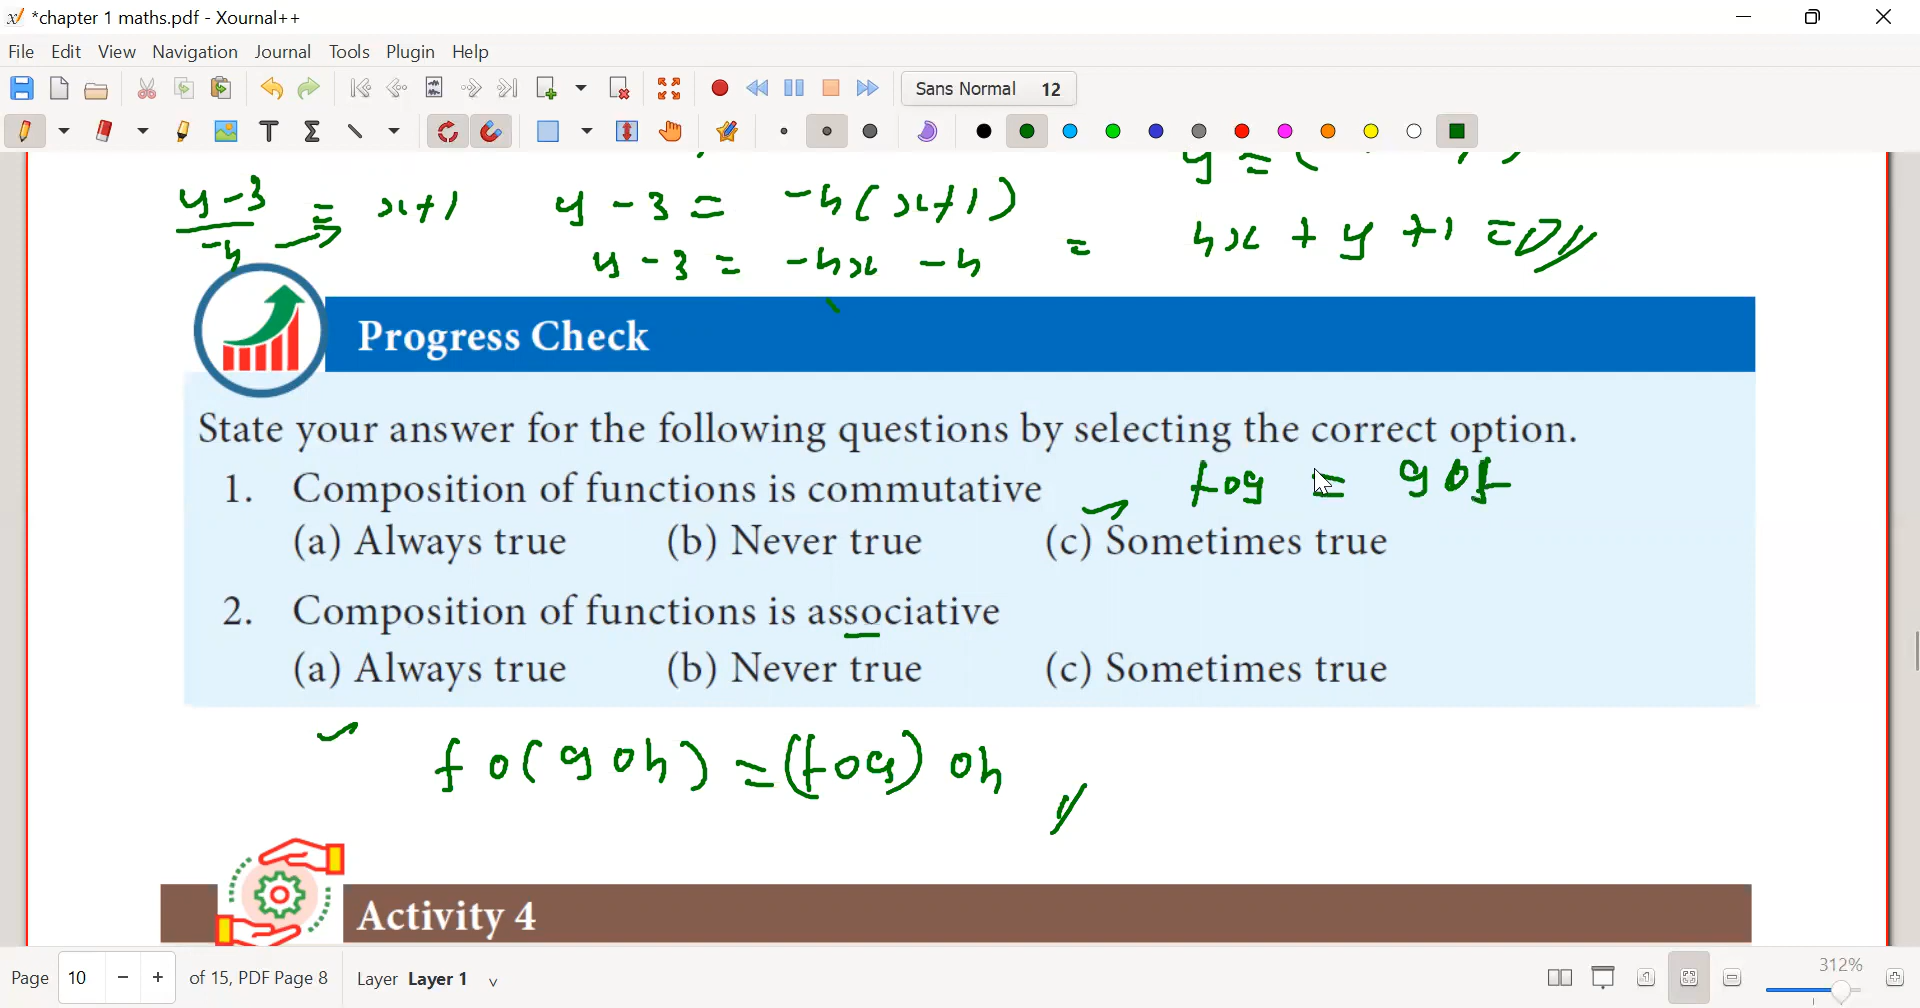 *chapter 1 maths.pdf - Xournal++
File Edit View Navigation Journal Tools Plugin Help
Sans Normal 12
y = (
y - 3 = x + 1 y - 3 = -4(x + 1)
-4
4x + y + 1 = 0
y - 3 = -4x - 4 =
Progress Check
State your answer for the following questions by selecting the correct option.
fog = gof
1. Composition of functions is commutative
(a) Always true (b) Never true (c) Sometimes true
2. Composition of functions is associative
(a) Always true (b) Never true (c) Sometimes true
fo(goh) = (fog)oh
Activity 4
Page 10 − + of 15, PDF Page 8 Layer Layer 1 312%